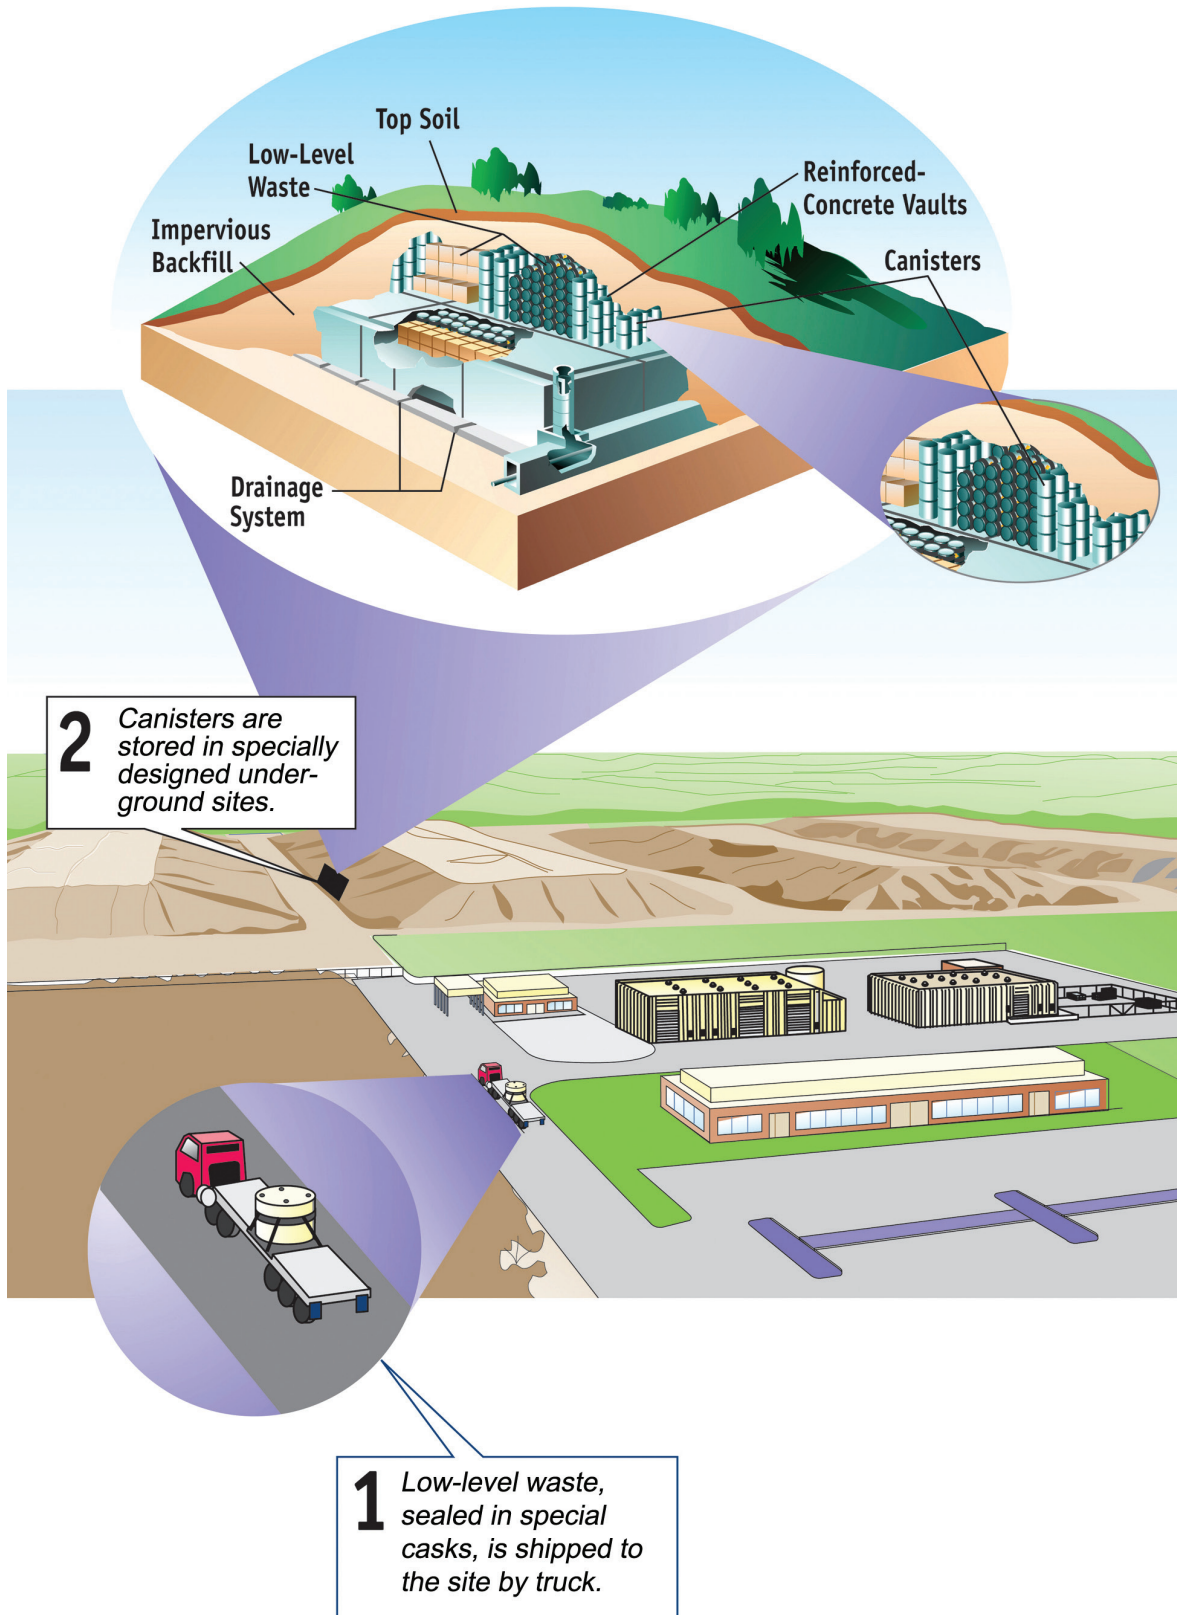 Top Soil
Low-Level
Waste
Reinforced-
Concrete Vaults
Impervious
Backfill
Canisters
Drainage
System
2
Canisters are
stored in specially
designed under-
ground sites.
1
Low-level waste,
sealed in special
casks, is shipped to
the site by truck.